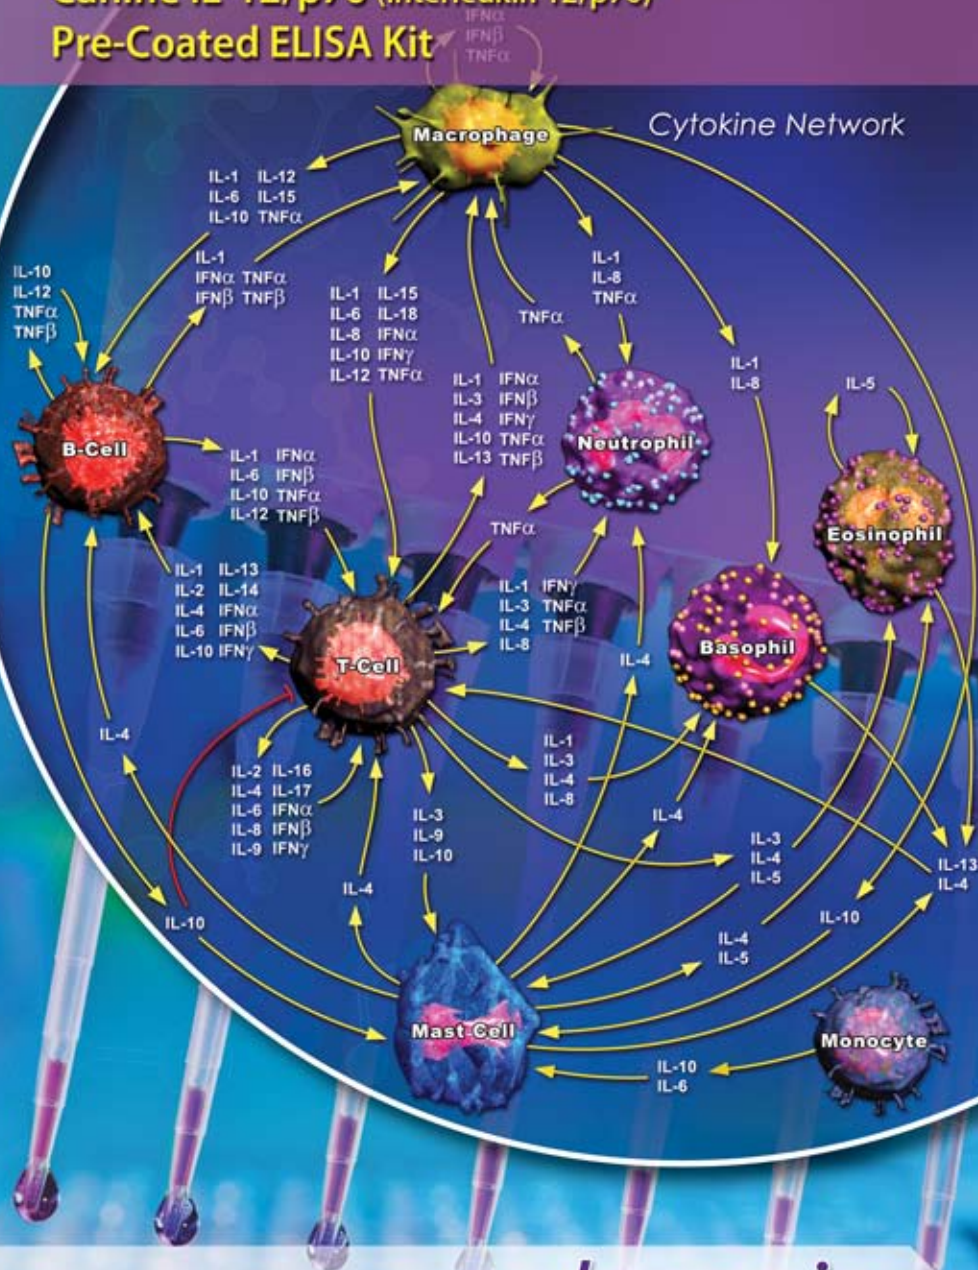 Canine IL-12/p70 (Interleukin 12/p70)
Pre-Coated ELISA Kit
IFNα
IFNβ
TNFα
Cytokine Network
Macrophage
IL-1 IL-12
IL-6 IL-15
IL-10 TNFα
IL-1
IFNα TNFα
IFNβ TNFβ
IL-10
IL-12
TNFα
TNFβ
IL-1 IL-15
IL-6 IL-18
IL-8 IFNα
IL-10 IFNγ
IL-12 TNFα
IL-1
IL-8
TNFα
TNFα
IL-1
IL-8
IL-1 IFNα
IL-3 IFNβ
IL-4 IFNγ
IL-10 TNFα
IL-13 TNFβ
IL-5
B-Cell
Neutrophil
IL-1 IFNα
IL-6 IFNβ
IL-10 TNFα
IL-12 TNFβ
TNFα
Eosinophil
IL-1 IL-13
IL-2 IL-14
IL-4 IFNα
IL-6 IFNβ
IL-10 IFNγ
IL-1 IFNγ
IL-3 TNFα
IL-4 TNFβ
IL-8
T-Cell
IL-4
Basophil
IL-4
IL-1
IL-3
IL-4
IL-8
IL-2 IL-16
IL-4 IL-17
IL-6 IFNα
IL-8 IFNβ
IL-9 IFNγ
IL-3
IL-9
IL-10
IL-4
IL-3
IL-4
IL-5
IL-13
IL-4
IL-4
IL-10
IL-10
IL-4
IL-5
Mast Cell
Monocyte
IL-10
IL-6